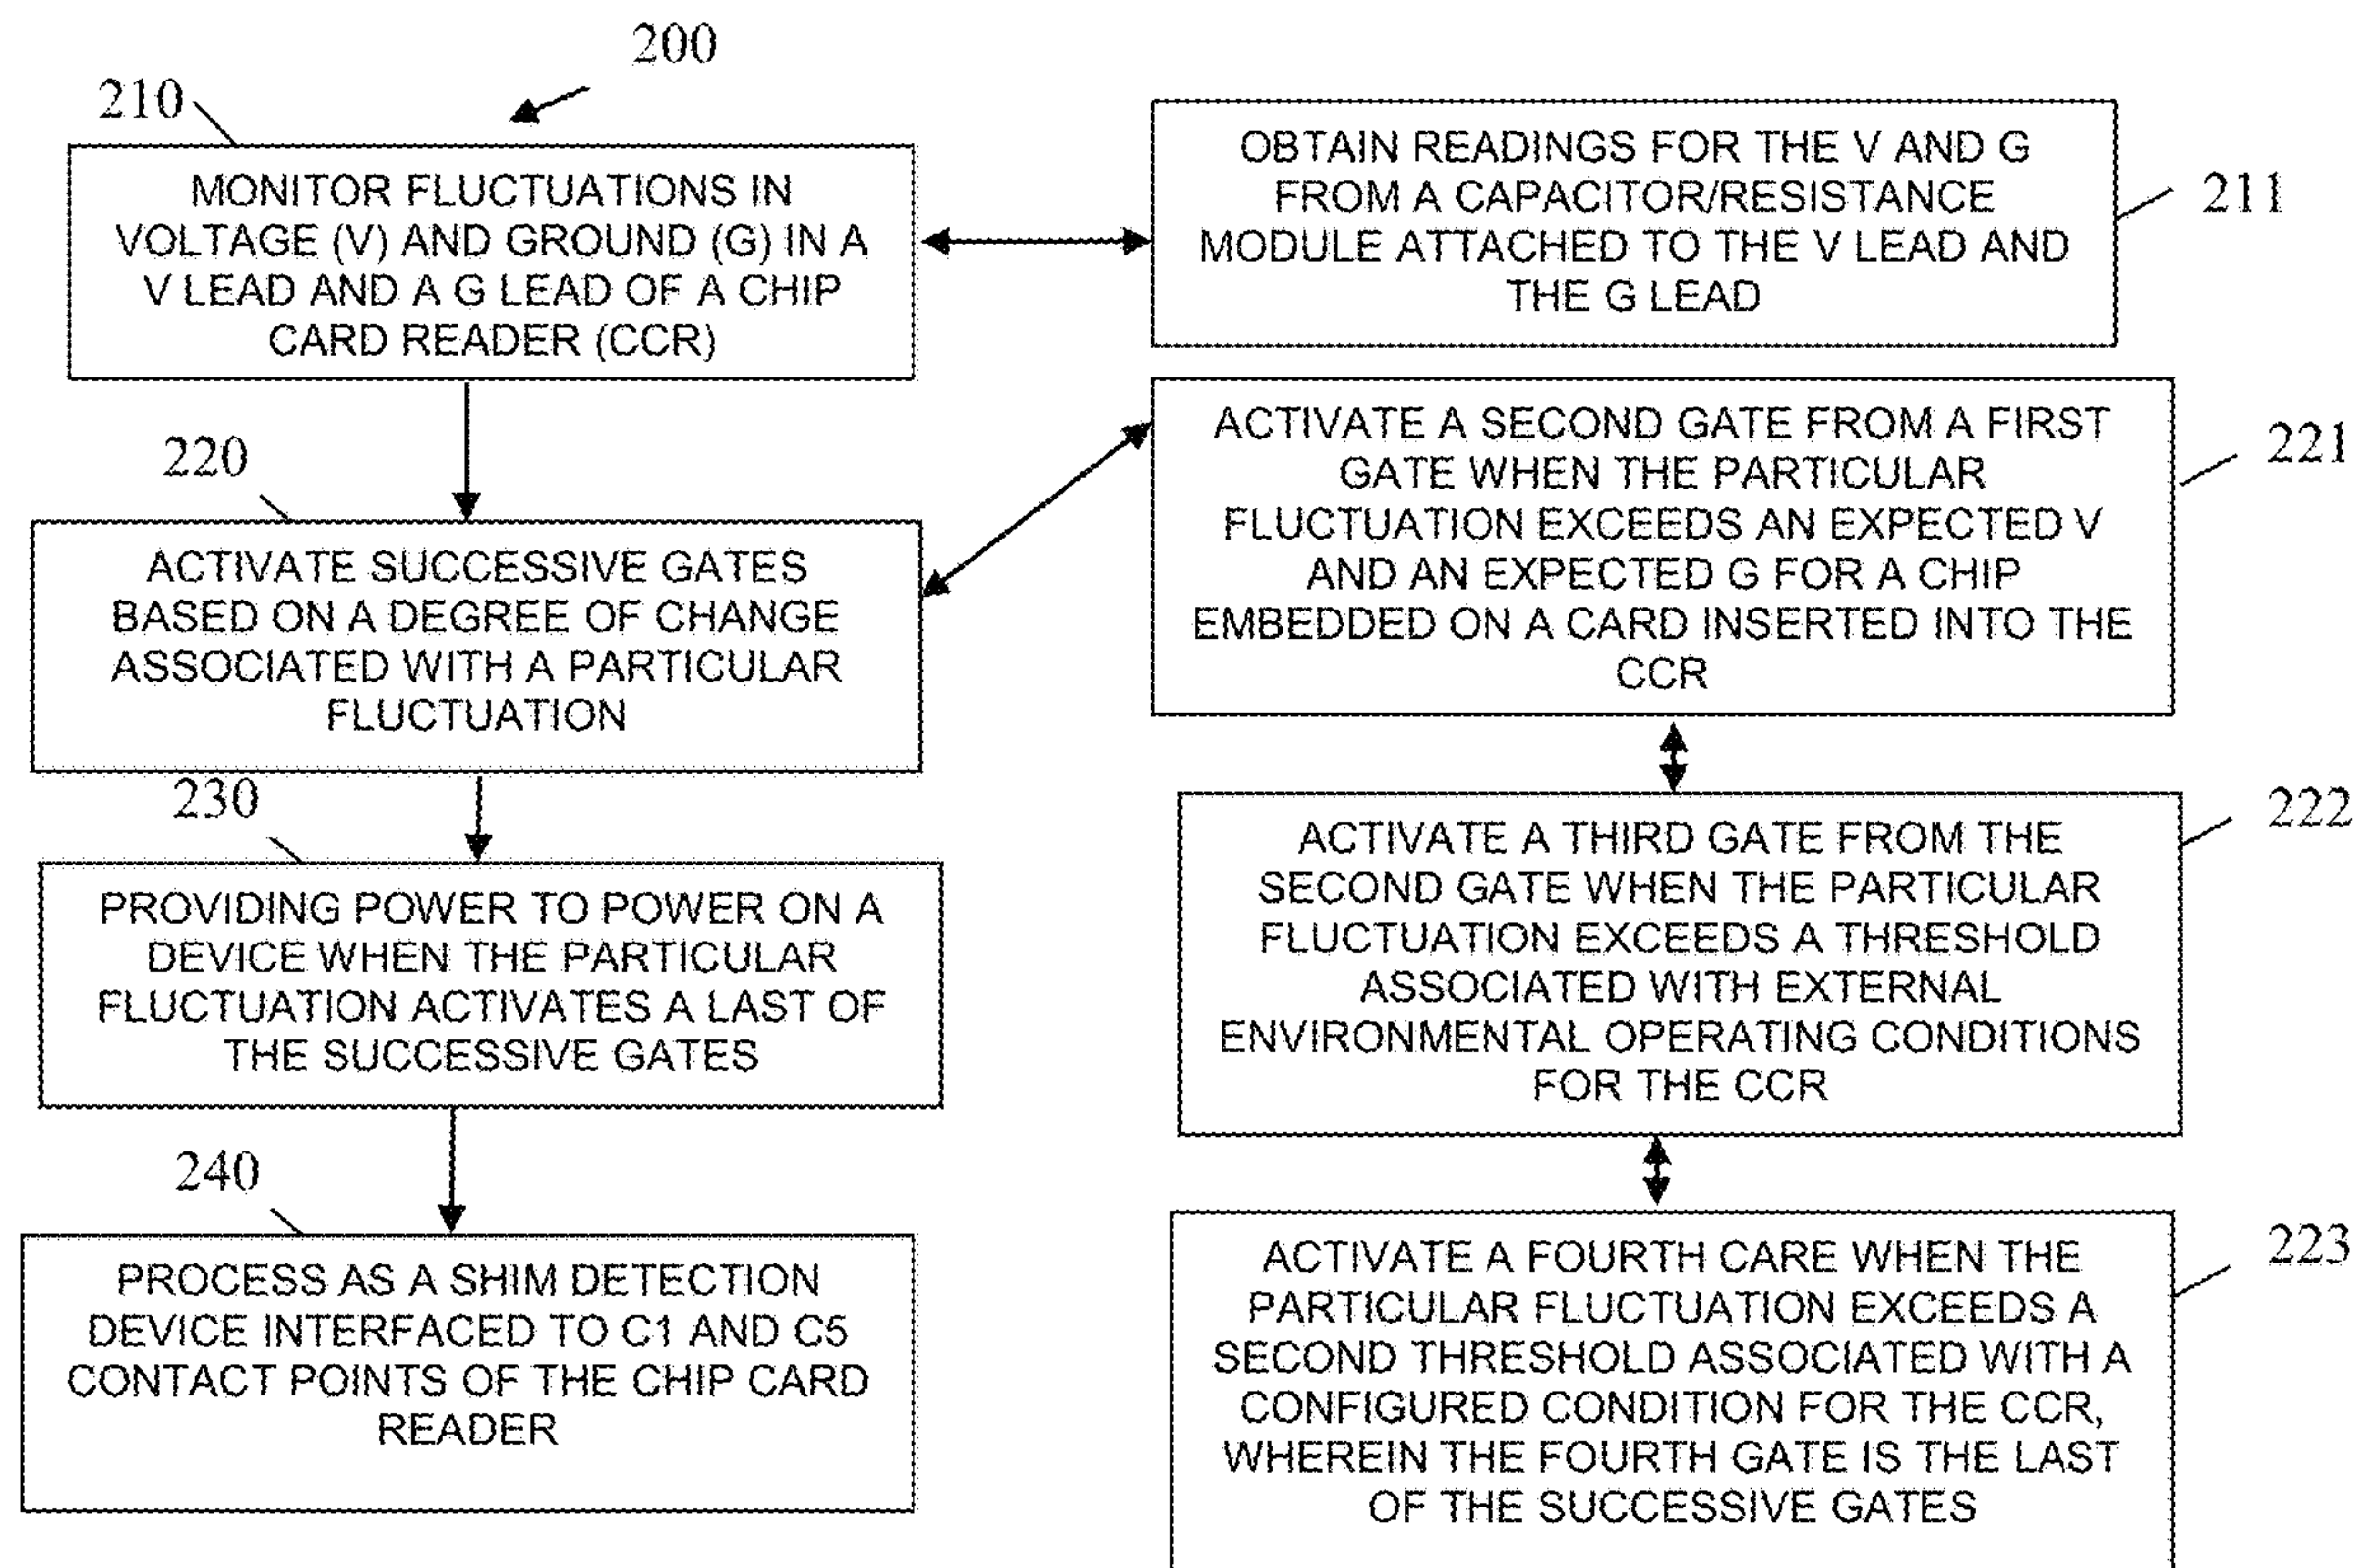 200
210
MONITOR FLUCTUATIONS IN
VOLTAGE (V) AND GROUND (G) IN A
V LEAD AND A G LEAD OF A CHIP
CARD READER (CCR)
OBTAIN READINGS FOR THE V AND G
FROM A CAPACITOR/RESISTANCE
MODULE ATTACHED TO THE V LEAD AND
THE G LEAD
211
220
ACTIVATE SUCCESSIVE GATES
BASED ON A DEGREE OF CHANGE
ASSOCIATED WITH A PARTICULAR
FLUCTUATION
ACTIVATE A SECOND GATE FROM A FIRST
GATE WHEN THE PARTICULAR
FLUCTUATION EXCEEDS AN EXPECTED V
AND AN EXPECTED G FOR A CHIP
EMBEDDED ON A CARD INSERTED INTO THE
CCR
221
230
PROVIDING POWER TO POWER ON A
DEVICE WHEN THE PARTICULAR
FLUCTUATION ACTIVATES A LAST OF
THE SUCCESSIVE GATES
ACTIVATE A THIRD GATE FROM THE
SECOND GATE WHEN THE PARTICULAR
FLUCTUATION EXCEEDS A THRESHOLD
ASSOCIATED WITH EXTERNAL
ENVIRONMENTAL OPERATING CONDITIONS
FOR THE CCR
222
240
PROCESS AS A SHIM DETECTION
DEVICE INTERFACED TO C1 AND C5
CONTACT POINTS OF THE CHIP CARD
READER
ACTIVATE A FOURTH CARE WHEN THE
PARTICULAR FLUCTUATION EXCEEDS A
SECOND THRESHOLD ASSOCIATED WITH A
CONFIGURED CONDITION FOR THE CCR,
WHEREIN THE FOURTH GATE IS THE LAST
OF THE SUCCESSIVE GATES
223